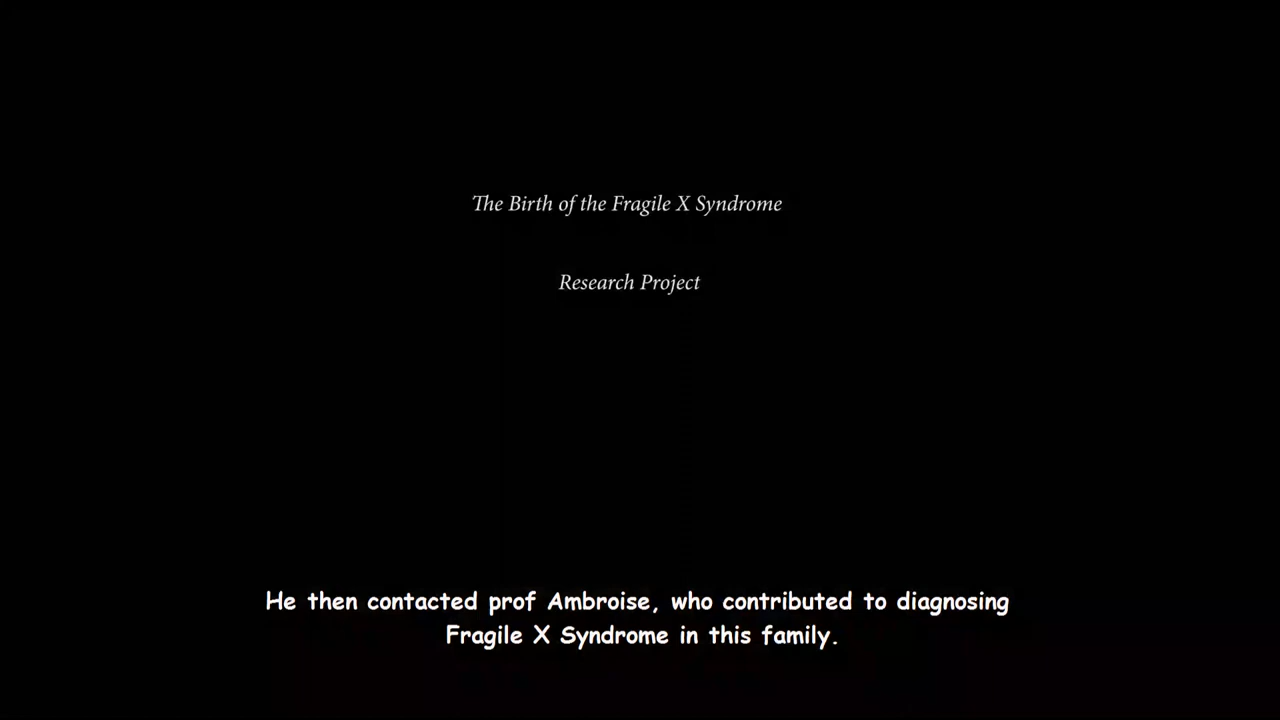 The Birth of the Fragile X Syndrome
Research Project
He then contacted prof Ambroise, who contributed to diagnosing
Fragile X Syndrome in this family.